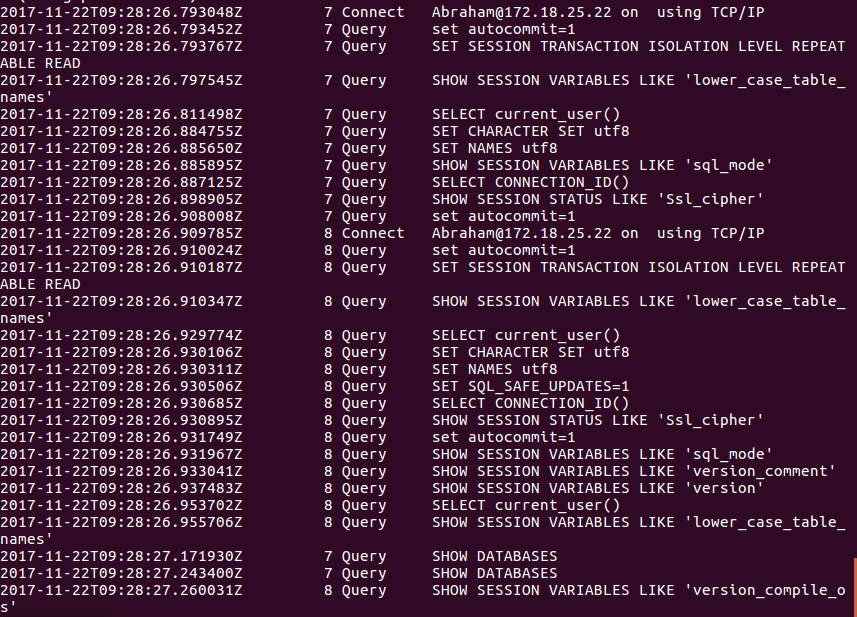 2017-11-22T09:28:26.793048Z         7 Connect   Abraham@172.18.25.22 on  using TCP/IP
2017-11-22T09:28:26.793452Z         7 Query     set autocommit=1
2017-11-22T09:28:26.793767Z         7 Query     SET SESSION TRANSACTION ISOLATION LEVEL REPEAT
ABLE READ
2017-11-22T09:28:26.797545Z         7 Query     SHOW SESSION VARIABLES LIKE 'lower_case_table_
names'
2017-11-22T09:28:26.811498Z         7 Query     SELECT current_user()
2017-11-22T09:28:26.884755Z         7 Query     SET CHARACTER SET utf8
2017-11-22T09:28:26.885650Z         7 Query     SET NAMES utf8
2017-11-22T09:28:26.885895Z         7 Query     SHOW SESSION VARIABLES LIKE 'sql_mode'
2017-11-22T09:28:26.887125Z         7 Query     SELECT CONNECTION_ID()
2017-11-22T09:28:26.898905Z         7 Query     SHOW SESSION STATUS LIKE 'Ssl_cipher'
2017-11-22T09:28:26.908008Z         7 Query     set autocommit=1
2017-11-22T09:28:26.909785Z         8 Connect   Abraham@172.18.25.22 on  using TCP/IP
2017-11-22T09:28:26.910024Z         8 Query     set autocommit=1
2017-11-22T09:28:26.910187Z         8 Query     SET SESSION TRANSACTION ISOLATION LEVEL REPEAT
ABLE READ
2017-11-22T09:28:26.910347Z         8 Query     SHOW SESSION VARIABLES LIKE 'lower_case_table_
names'
2017-11-22T09:28:26.929774Z         8 Query     SELECT current_user()
2017-11-22T09:28:26.930106Z         8 Query     SET CHARACTER SET utf8
2017-11-22T09:28:26.930311Z         8 Query     SET NAMES utf8
2017-11-22T09:28:26.930506Z         8 Query     SET SQL_SAFE_UPDATES=1
2017-11-22T09:28:26.930685Z         8 Query     SELECT CONNECTION_ID()
2017-11-22T09:28:26.930895Z         8 Query     SHOW SESSION STATUS LIKE 'Ssl_cipher'
2017-11-22T09:28:26.931749Z         8 Query     set autocommit=1
2017-11-22T09:28:26.931967Z         8 Query     SHOW SESSION VARIABLES LIKE 'sql_mode'
2017-11-22T09:28:26.933041Z         8 Query     SHOW SESSION VARIABLES LIKE 'version_comment'
2017-11-22T09:28:26.937483Z         8 Query     SHOW SESSION VARIABLES LIKE 'version'
2017-11-22T09:28:26.953702Z         8 Query     SELECT current_user()
2017-11-22T09:28:26.955706Z         8 Query     SHOW SESSION VARIABLES LIKE 'lower_case_table_
names'
2017-11-22T09:28:27.171930Z         7 Query     SHOW DATABASES
2017-11-22T09:28:27.243400Z         7 Query     SHOW DATABASES
2017-11-22T09:28:27.260031Z         8 Query     SHOW SESSION VARIABLES LIKE 'version_compile_o
s'